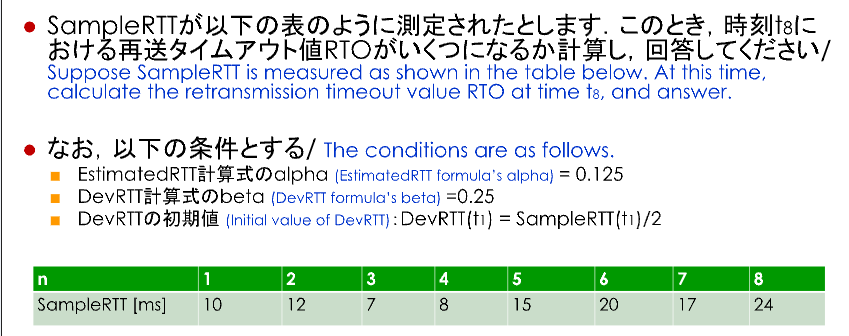 ● SampleRTTが以下の表のように測定されたとします．このとき，時刻t8に
おける再送タイムアウト値RTOがいくつになるか計算し，回答してください/
Suppose SampleRTT is measured as shown in the table below. At this time,
calculate the retransmission timeout value RTO at time t8, and answer.
● なお，以下の条件とする/ The conditions are as follows.
■ EstimatedRTT計算式のalpha (EstimatedRTT formula's alpha) = 0.125
■ DevRTT計算式のbeta (DevRTT formula's beta) =0.25
■ DevRTTの初期値 (Initial value of DevRTT)：DevRTT(t1) = SampleRTT(t1)/2
n 1 2 3 4 5 6 7 8
SampleRTT [ms] 10 12 7 8 15 20 17 24